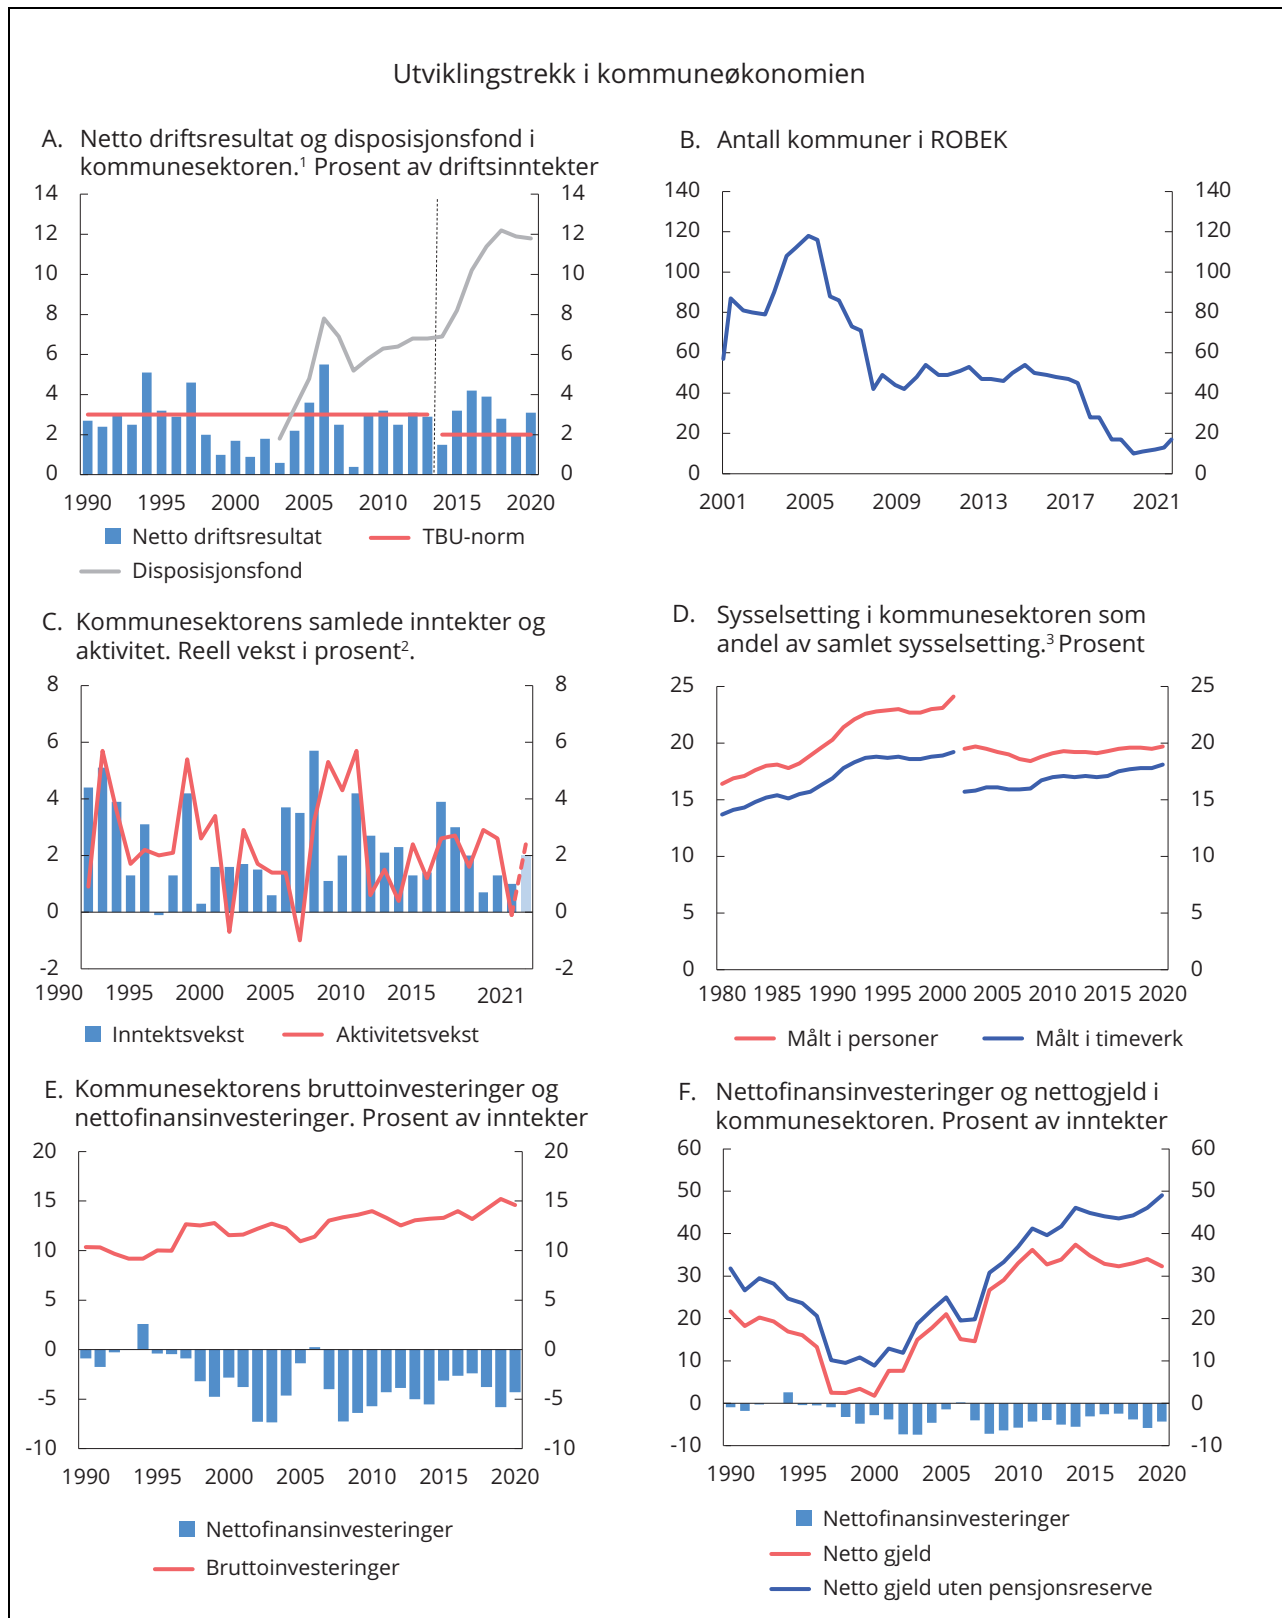 Utviklingstrekk i kommuneøkonomien
A. Netto driftsresultat og disposisjonsfond i
kommunesektoren.¹ Prosent av driftsinntekter
14 14
12 12
10 10
8 8
6 6
4 4
2 2
0 0
1990 1995 2000 2005 2010 2015 2020
Netto driftsresultat TBU-norm
Disposisjonsfond
B. Antall kommuner i ROBEK
140 140
120 120
100 100
80 80
60 60
40 40
20 20
0 0
2001 2005 2009 2013 2017 2021
C. Kommunesektorens samlede inntekter og
aktivitet. Reell vekst i prosent².
8 8
6 6
4 4
2 2
0 0
-2 -2
1990 1995 2000 2005 2010 2015 2021
Inntektsvekst Aktivitetsvekst
D. Sysselsetting i kommunesektoren som
andel av samlet sysselsetting.³ Prosent
25 25
20 20
15 15
10 10
5 5
0 0
1980 1985 1990 1995 2000 2005 2010 2015 2020
Målt i personer Målt i timeverk
E. Kommunesektorens bruttoinvesteringer og
nettofinansinvesteringer. Prosent av inntekter
20 20
15 15
10 10
5 5
0 0
-5 -5
-10 -10
1990 1995 2000 2005 2010 2015 2020
Nettofinansinvesteringer
Bruttoinvesteringer
F. Nettofinansinvesteringer og nettogjeld i
kommunesektoren. Prosent av inntekter
60 60
50 50
40 40
30 30
20 20
10 10
0 0
-10 -10
1990 1995 2000 2005 2010 2015 2020
Nettofinansinvesteringer
Netto gjeld
Netto gjeld uten pensjonsreserve